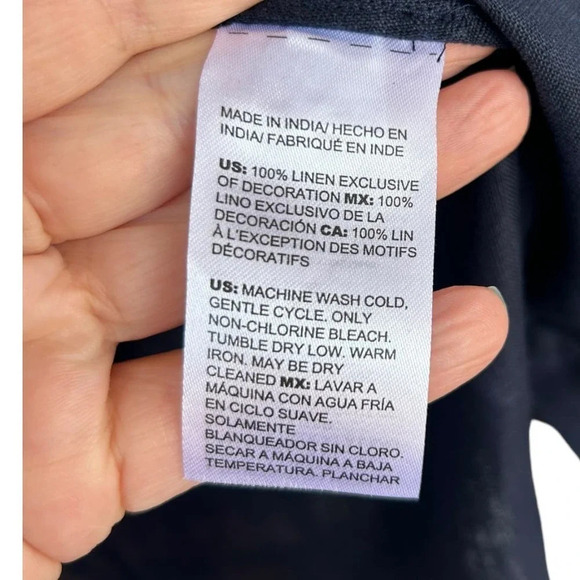 MADE IN INDIA/ HECHO EN
INDIA/ FABRIQUÉ EN INDE
US: 100% LINEN EXCLUSIVE
OF DECORATION MX: 100%
LINO EXCLUSIVO DE LA
DECORACIÓN CA: 100% LIN
À L'EXCEPTION DES MOTIFS
DÉCORATIFS
US: MACHINE WASH COLD,
GENTLE CYCLE. ONLY
NON-CHLORINE BLEACH.
TUMBLE DRY LOW. WARM
IRON. MAY BE DRY
CLEANED MX: LAVAR A
MÁQUINA CON AGUA FRÍA
EN CICLO SUAVE.
SOLAMENTE
BLANQUEADOR SIN CLORO.
SECAR A MÁQUINA A BAJA
TEMPERATURA. PLANCHAR